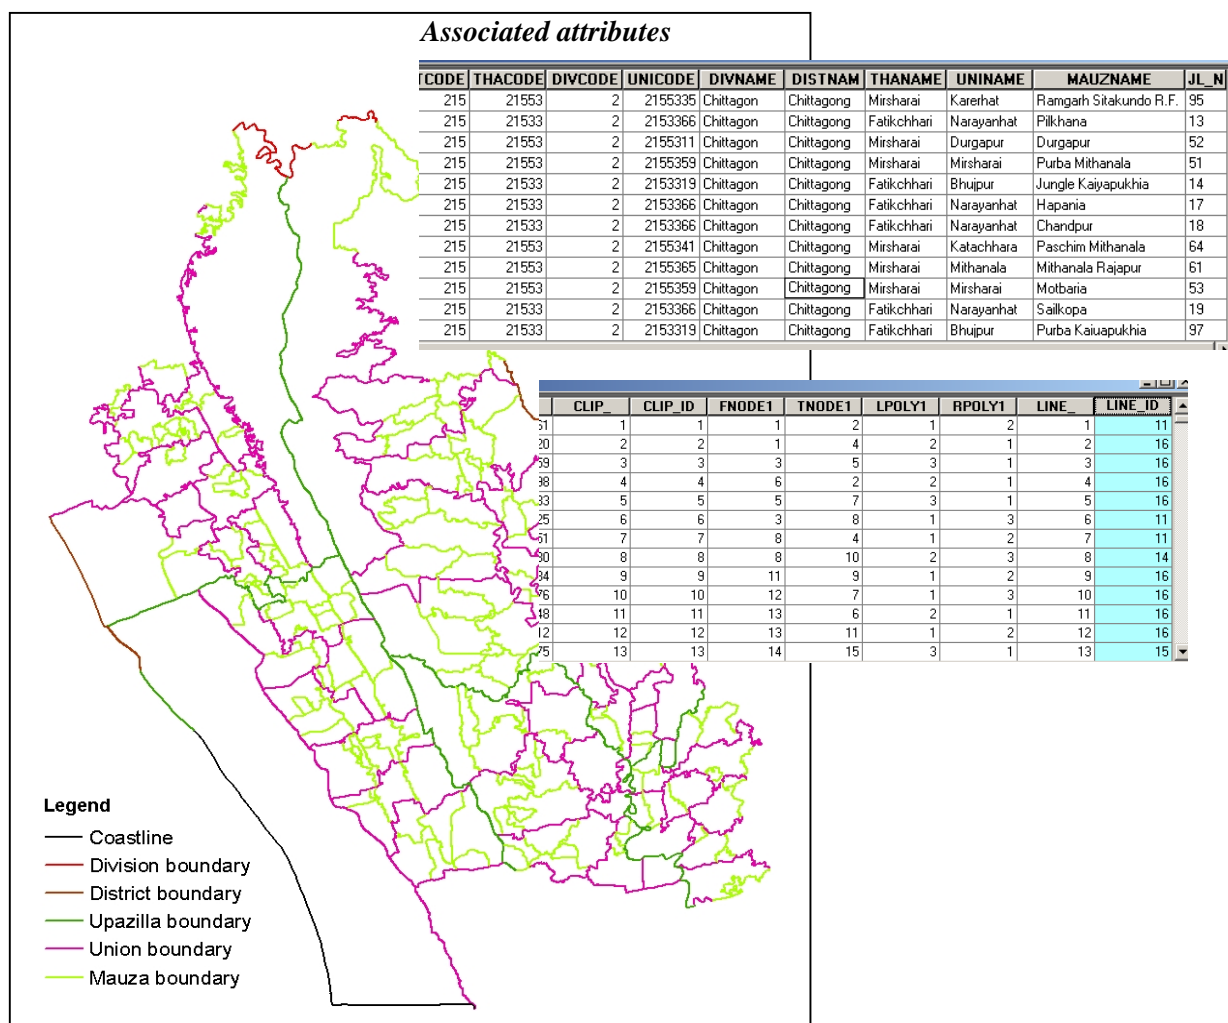 Associated attributes
TCODE THACODE DIVCODE UNICODE DIVNAME DISTNAM THANAME UNINAME MAUZNAME JL_N
215 21553 2 2155335 Chittagon Chittagong Mirsharai Karerhat Ramgarh Sitakundo R.F. 95
215 21533 2 2153366 Chittagon Chittagong Fatikchhari Narayanhat Pilkhana 13
215 21553 2 2155311 Chittagon Chittagong Mirsharai Durgapur Durgapur 52
215 21553 2 2155359 Chittagon Chittagong Mirsharai Mirsharai Purba Mithanala 51
215 21533 2 2153319 Chittagon Chittagong Fatikchhari Bhujpur Jungle Kaiyapukhia 14
215 21533 2 2153366 Chittagon Chittagong Fatikchhari Narayanhat Hapania 17
215 21533 2 2153366 Chittagon Chittagong Fatikchhari Narayanhat Chandpur 18
215 21553 2 2155341 Chittagon Chittagong Mirsharai Katachhara Paschim Mithanala 64
215 21553 2 2155365 Chittagon Chittagong Mirsharai Mithanala Mithanala Rajapur 61
215 21553 2 2155359 Chittagon Chittagong Mirsharai Mirsharai Motbaria 53
215 21533 2 2153366 Chittagon Chittagong Fatikchhari Narayanhat Sailkopa 19
215 21533 2 2153319 Chittagon Chittagong Fatikchhari Bhujpur Purba Kaiuapukhia 97
CLIP_ CLIP_ID FNODE1 TNODE1 LPOLY1 RPOLY1 LINE_ LINE_ID
51 1 1 1 2 1 2 1 11
20 2 2 1 4 2 1 2 16
59 3 3 3 5 3 1 3 16
98 4 4 6 2 2 1 4 16
33 5 5 5 7 3 1 5 16
25 6 6 3 8 1 3 6 11
51 7 7 8 4 1 2 7 11
30 8 8 8 10 2 3 8 14
34 9 9 11 9 1 2 9 16
76 10 10 12 7 1 3 10 16
48 11 11 13 6 2 1 11 16
12 12 12 13 11 1 2 12 16
75 13 13 14 15 3 1 13 15
Legend
Coastline
Division boundary
District boundary
Upazilla boundary
Union boundary
Mauza boundary